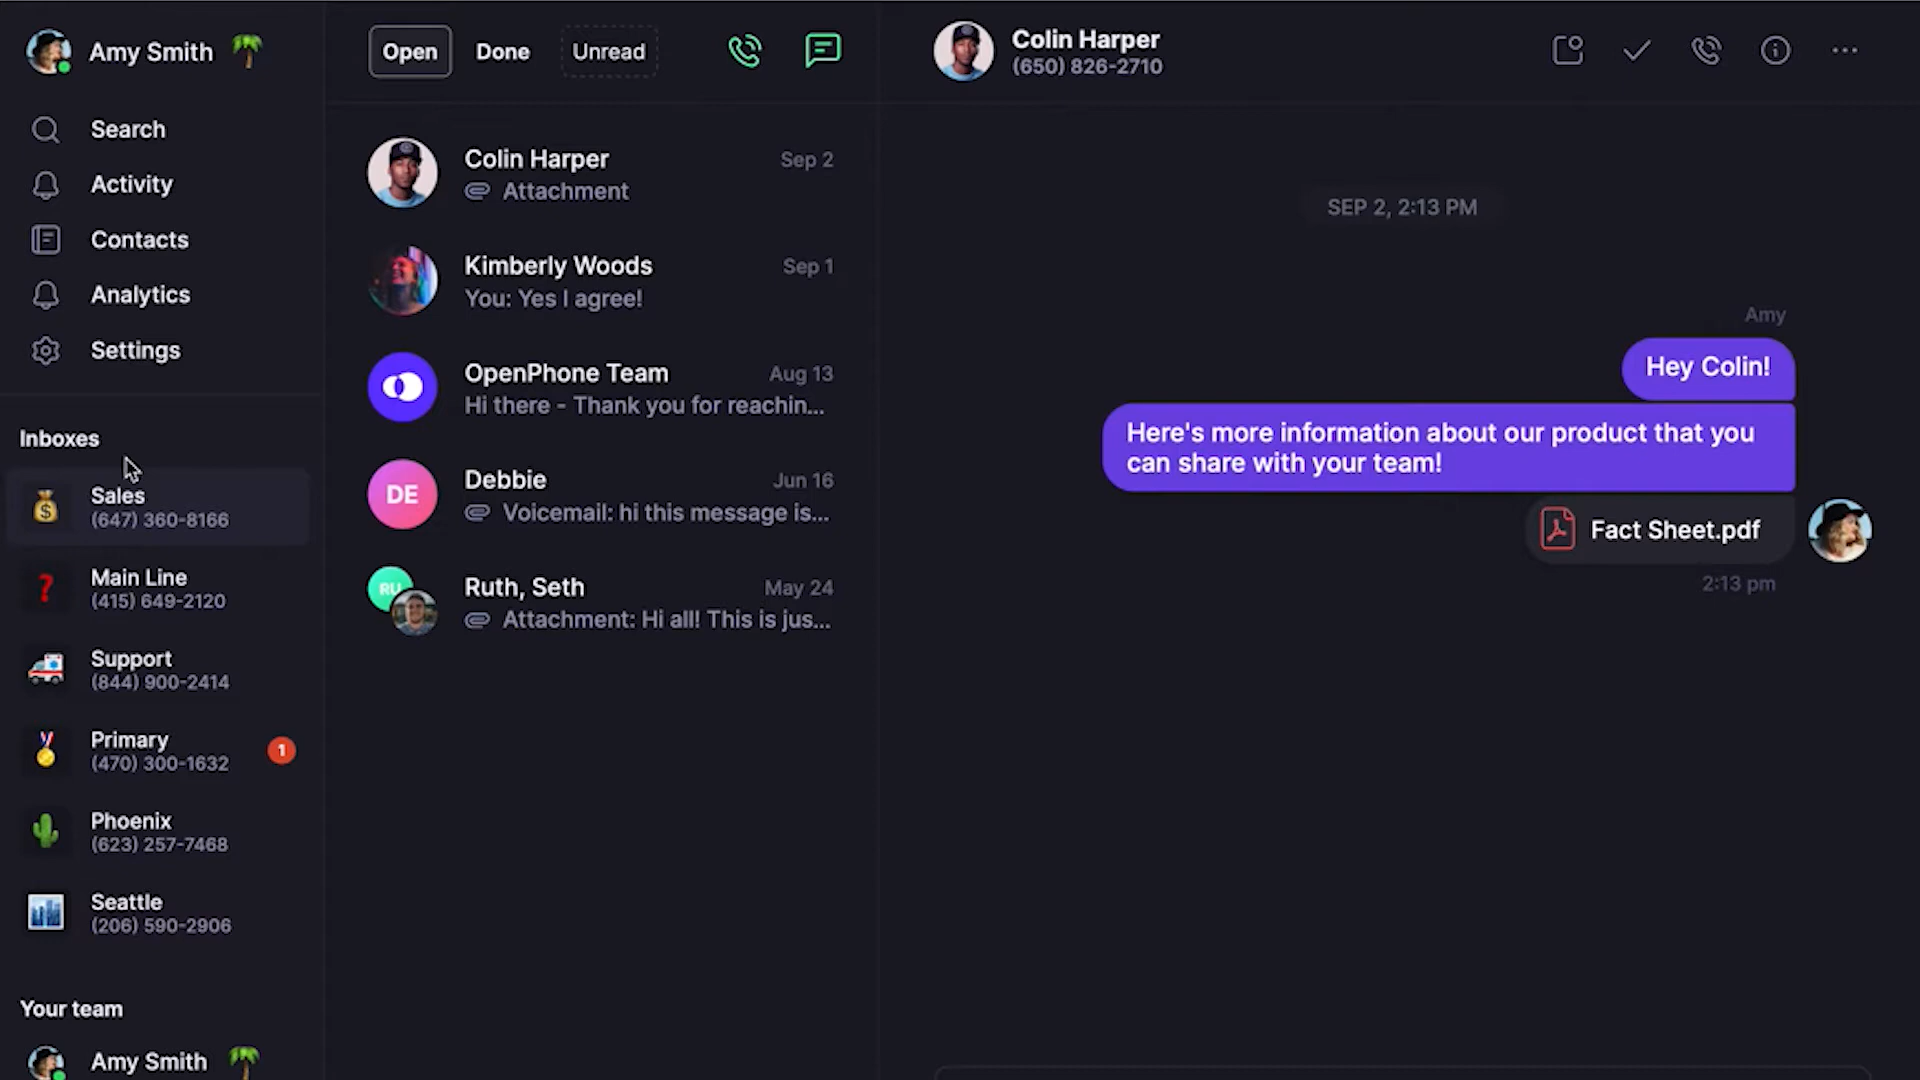 Amy Smith
Search
Activity
Contacts
Analytics
Settings
Inboxes
Sales
(647) 360-8166
Main Line
(415) 649-2120
Support
(844) 900-2414
Primary
(470) 300-1632
1
Phoenix
(623) 257-7468
Seattle
(206) 590-2906
Your team
Amy Smith
Open
Done
Unread
Colin Harper
Sep 2
Attachment
Kimberly Woods
Sep 1
You: Yes I agree!
OpenPhone Team
Aug 13
Hi there - Thank you for reachin...
DE
Debbie
Jun 16
Voicemail: hi this message is...
RU
Ruth, Seth
May 24
Attachment: Hi all! This is jus...
Colin Harper
(650) 826-2710
SEP 2, 2:13 PM
Amy
Hey Colin!
Here's more information about our product that you
can share with your team!
Fact Sheet.pdf
2:13 pm